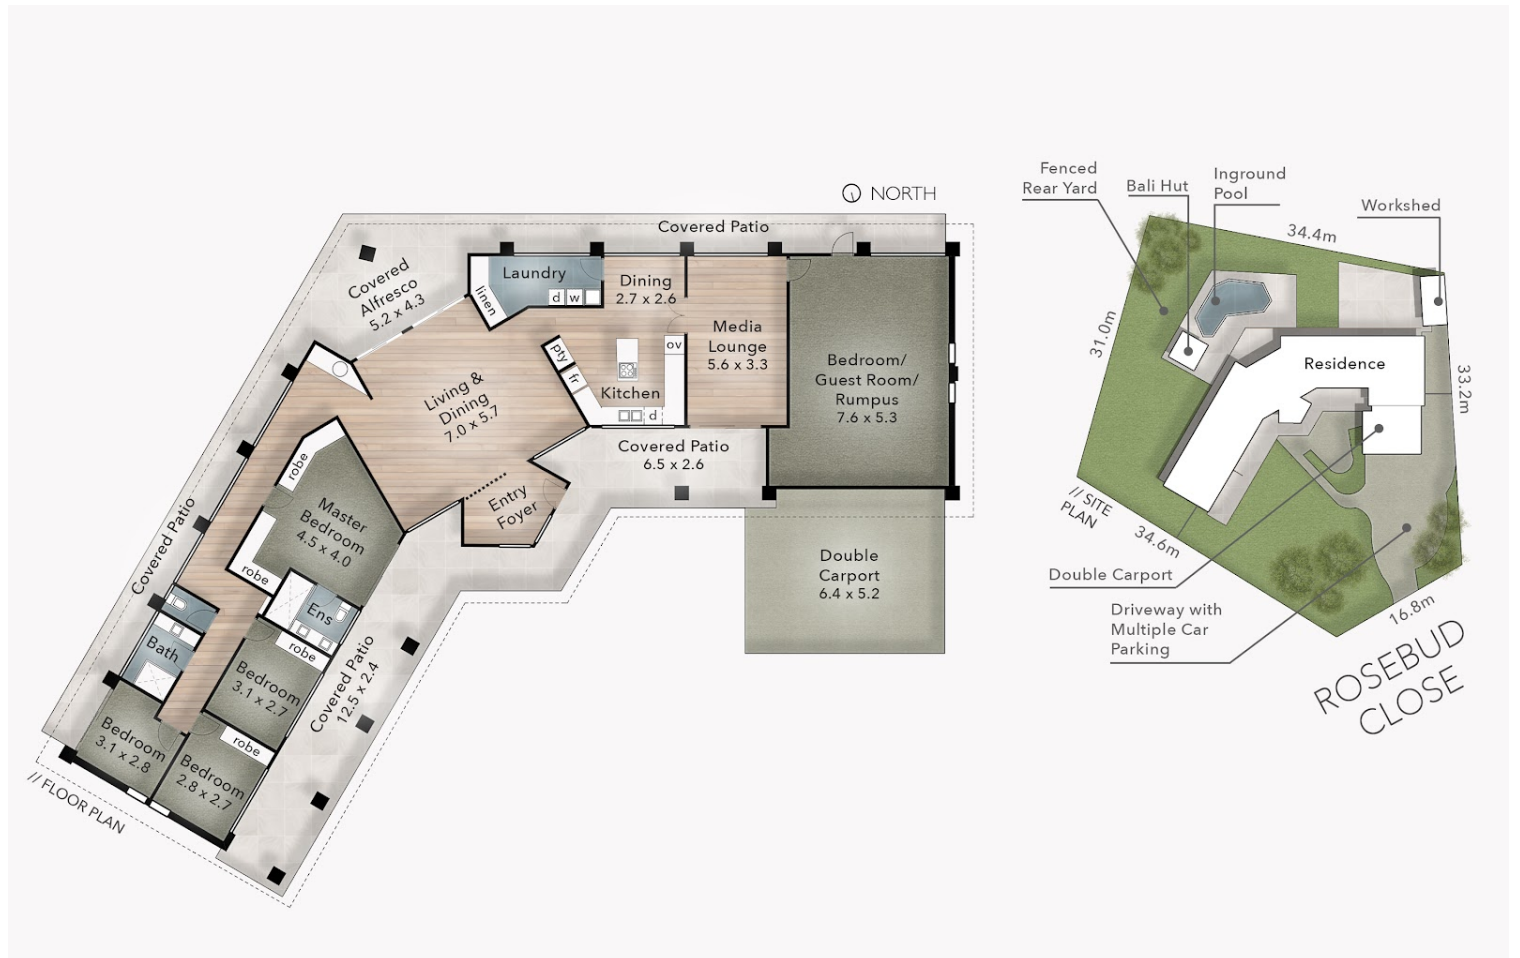 NORTH
Covered Patio
Covered
Alfresco
5.2 x 4.3
Laundry
linen
d
w
Dining
2.7 x 2.6
Media
Lounge
5.6 x 3.3
Bedroom/
Guest Room/
Rumpus
7.6 x 5.3
pty
fr
ov
Kitchen
d
Living &
Dining
7.0 x 5.7
Covered Patio
6.5 x 2.6
Entry
Foyer
Double
Carport
6.4 x 5.2
robe
Master
Bedroom
4.5 x 4.0
robe
Covered Patio
Ens
Bath
robe
Bedroom
3.1 x 2.7
Covered Patio
12.5 x 2.4
Bedroom
3.1 x 2.8
robe
Bedroom
2.8 x 2.7
// FLOOR PLAN
Fenced
Rear Yard
Bali Hut
Inground
Pool
Workshed
34.4m
31.0m
33.2m
Residence
// SITE
PLAN
34.6m
Double Carport
Driveway with
Multiple Car
Parking
16.8m
ROSEBUD
CLOSE